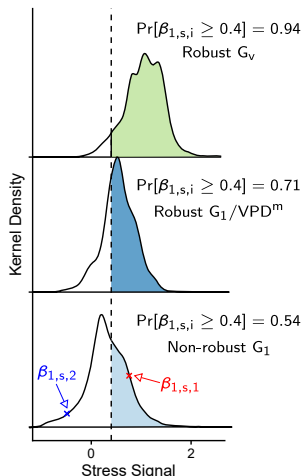 Pr[β1,s,i ≥ 0.4] = 0.94
Robust Gv
Pr[β1,s,i ≥ 0.4] = 0.71
Robust G1/VPDᵐ
Pr[β1,s,i ≥ 0.4] = 0.54
Non-robust G1
β1,s,2
β1,s,1
Kernel Density
0 2
Stress Signal